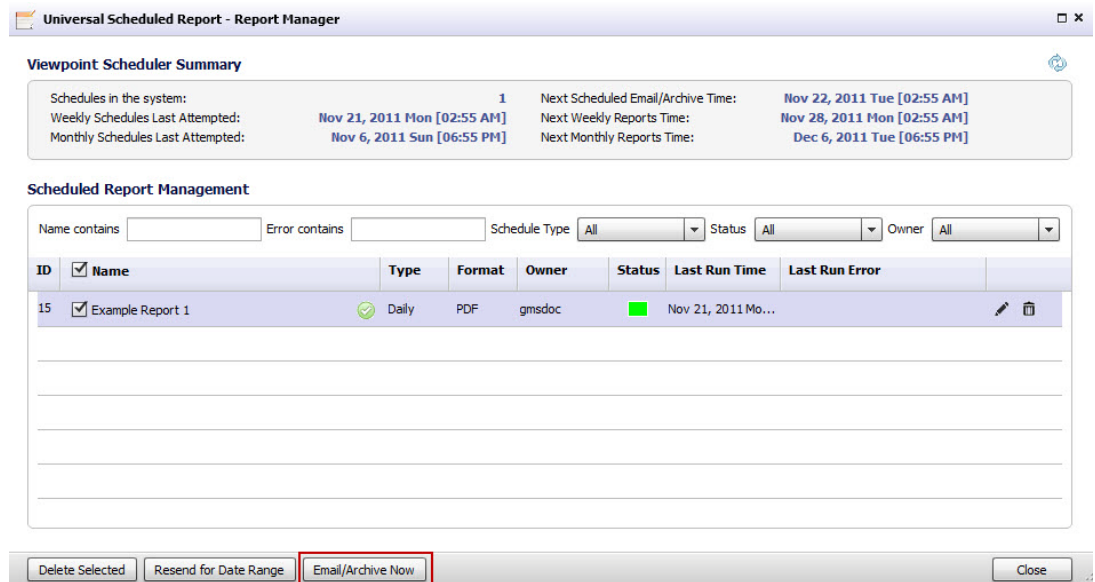 Universal Scheduled Report - Report Manager
Viewpoint Scheduler Summary
Schedules in the system: 1 Next Scheduled Email/Archive Time: Nov 22, 2011 Tue [02:55 AM]
Weekly Schedules Last Attempted: Nov 21, 2011 Mon [02:55 AM] Next Weekly Reports Time: Nov 28, 2011 Mon [02:55 AM]
Monthly Schedules Last Attempted: Nov 6, 2011 Sun [06:55 PM] Next Monthly Reports Time: Dec 6, 2011 Tue [06:55 PM]
Scheduled Report Management
Name contains Error contains Schedule Type All Status All Owner All
ID Name Type Format Owner Status Last Run Time Last Run Error
15 Example Report 1 Daily PDF gmsdoc Nov 21, 2011 Mo...
Delete Selected Resend for Date Range Email/Archive Now Close